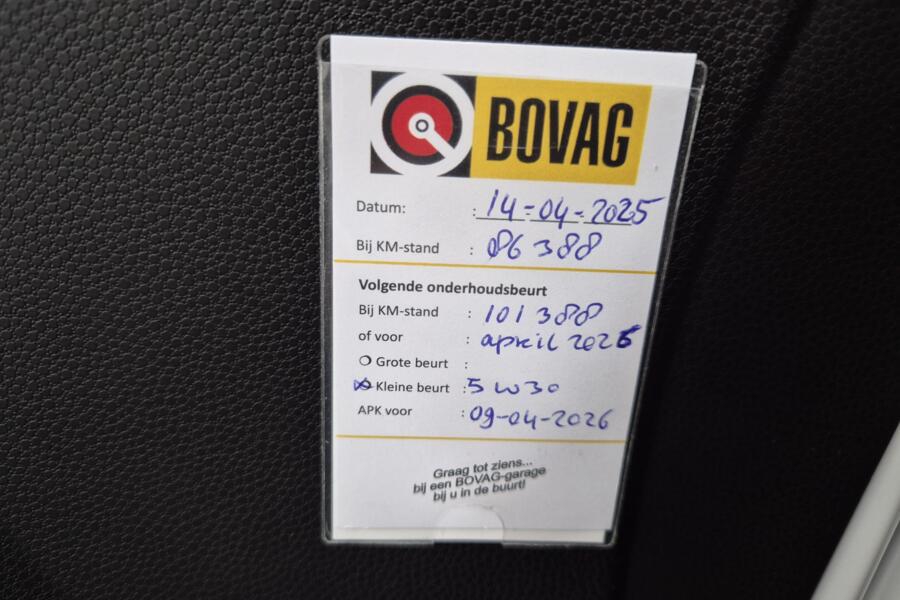 BOVAG
Datum: : 14-04-2025
Bij KM-stand : 86388
Volgende onderhoudsbeurt
Bij KM-stand : 101388
of voor : april 2026
Grote beurt :
Kleine beurt : 5w30
APK voor : 09-04-2026
Graag tot ziens...
bij een BOVAG-garage
bij u in de buurt!